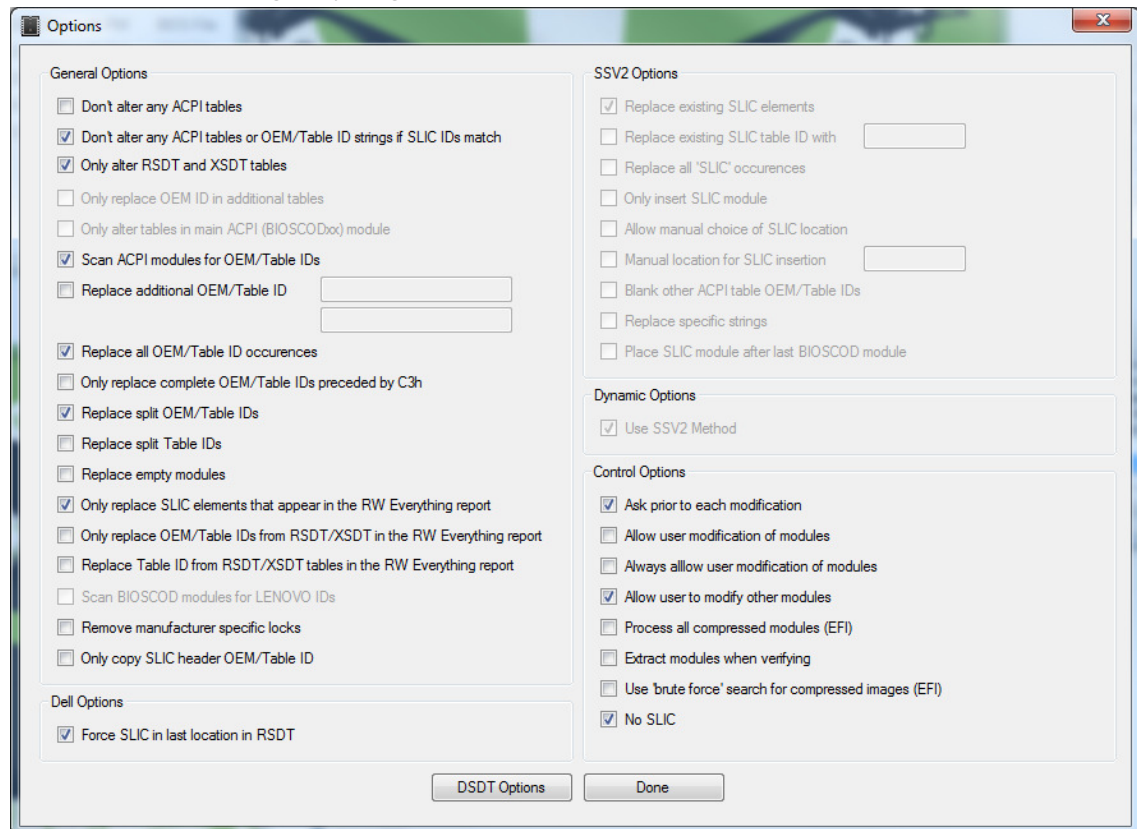 Options
General Options
Don't alter any ACPI tables
Don't alter any ACPI tables or OEM/Table ID strings if SLIC IDs match
Only alter RSDT and XSDT tables
Only replace OEM ID in additional tables
Only alter tables in main ACPI (BIOSCODxx) module
Scan ACPI modules for OEM/Table IDs
Replace additional OEM/Table ID
Replace all OEM/Table ID occurences
Only replace complete OEM/Table IDs preceded by C3h
Replace split OEM/Table IDs
Replace split Table IDs
Replace empty modules
Only replace SLIC elements that appear in the RW Everything report
Only replace OEM/Table IDs from RSDT/XSDT in the RW Everything report
Replace Table ID from RSDT/XSDT tables in the RW Everything report
Scan BIOSCOD modules for LENOVO IDs
Remove manufacturer specific locks
Only copy SLIC header OEM/Table ID
Dell Options
Force SLIC in last location in RSDT
SSV2 Options
Replace existing SLIC elements
Replace existing SLIC table ID with
Replace all 'SLIC' occurences
Only insert SLIC module
Allow manual choice of SLIC location
Manual location for SLIC insertion
Blank other ACPI table OEM/Table IDs
Replace specific strings
Place SLIC module after last BIOSCOD module
Dynamic Options
Use SSV2 Method
Control Options
Ask prior to each modification
Allow user modification of modules
Always alllow user modification of modules
Allow user to modify other modules
Process all compressed modules (EFI)
Extract modules when verifying
Use 'brute force' search for compressed images (EFI)
No SLIC
DSDT Options
Done